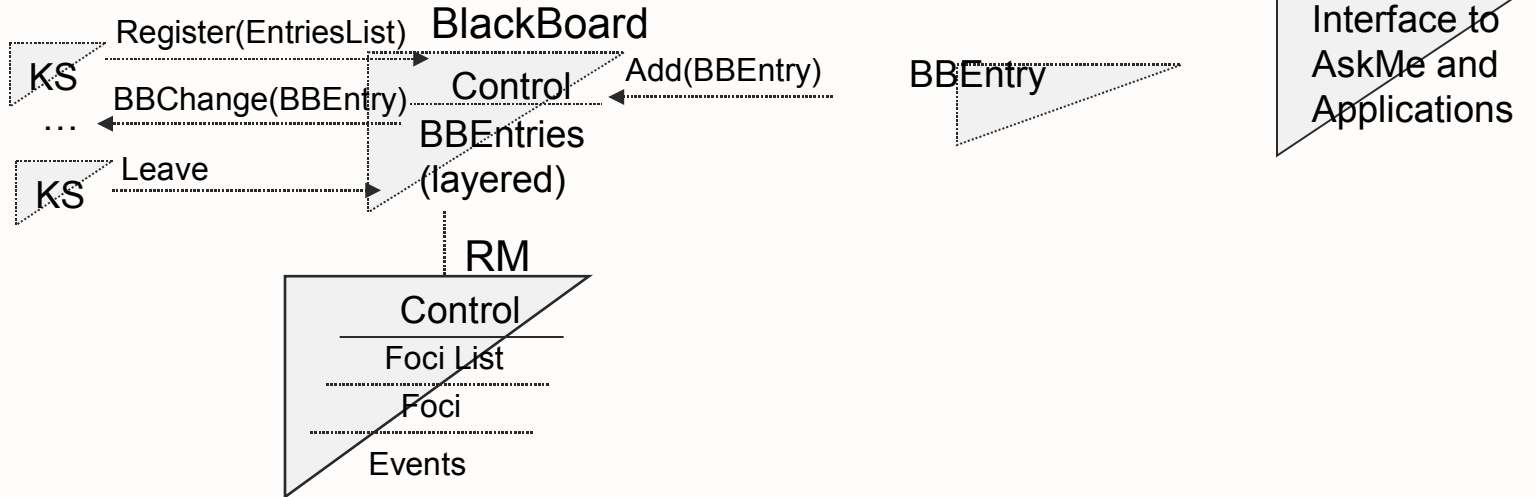 Register(EntriesList)
BlackBoard
KS
Control
Add(BBEntry)
BBChange(BBEntry)
…
BBEntries
(layered)
Leave
KS
BBEntry
Interface to
AskMe and
Applications
RM
Control
Foci List
Foci
Events